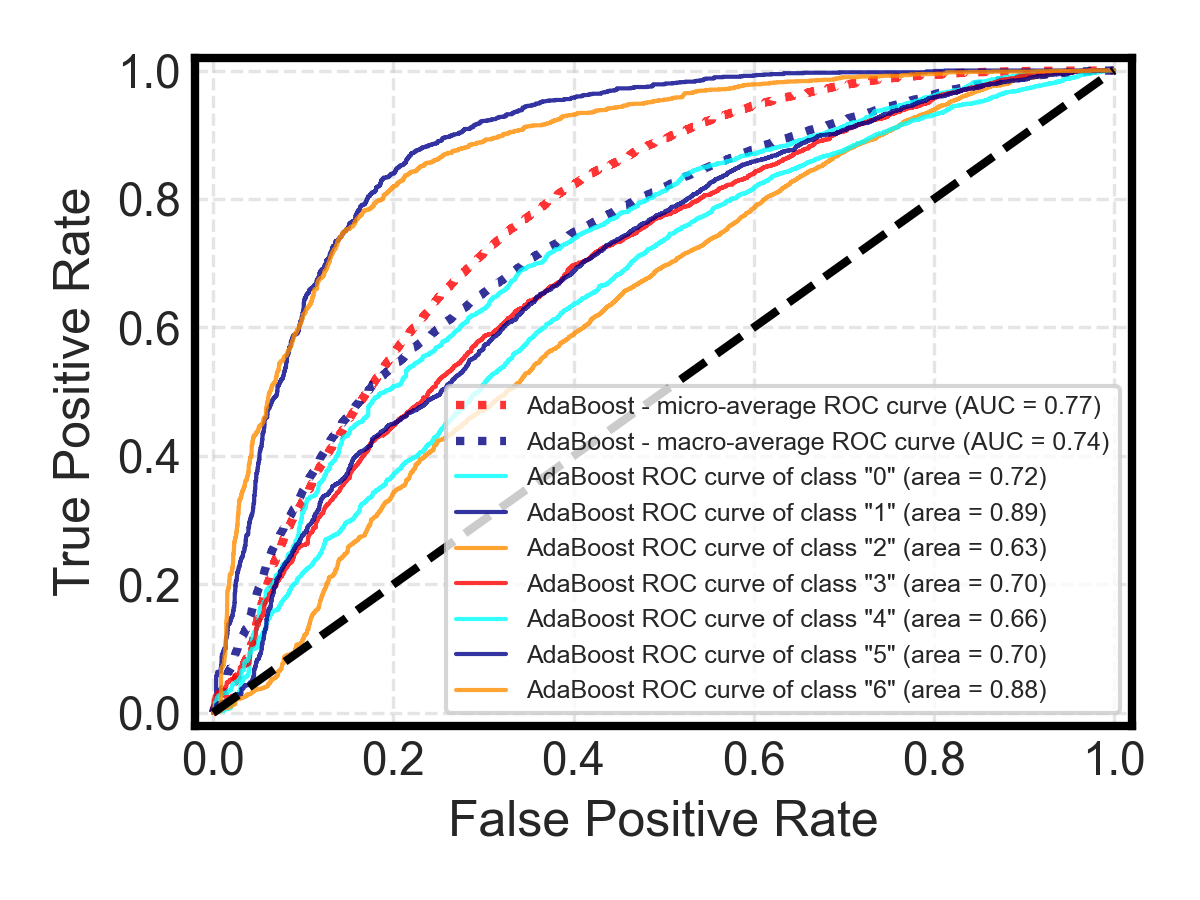 True Positive Rate
1.0
0.8
0.6
0.4
0.2
0.0
AdaBoost - micro-average ROC curve (AUC = 0.77)
AdaBoost - macro-average ROC curve (AUC = 0.74)
AdaBoost ROC curve of class "0" (area = 0.72)
AdaBoost ROC curve of class "1" (area = 0.89)
AdaBoost ROC curve of class "2" (area = 0.63)
AdaBoost ROC curve of class "3" (area = 0.70)
AdaBoost ROC curve of class "4" (area = 0.66)
AdaBoost ROC curve of class "5" (area = 0.70)
AdaBoost ROC curve of class "6" (area = 0.88)
0.0 0.2 0.4 0.6 0.8 1.0
False Positive Rate